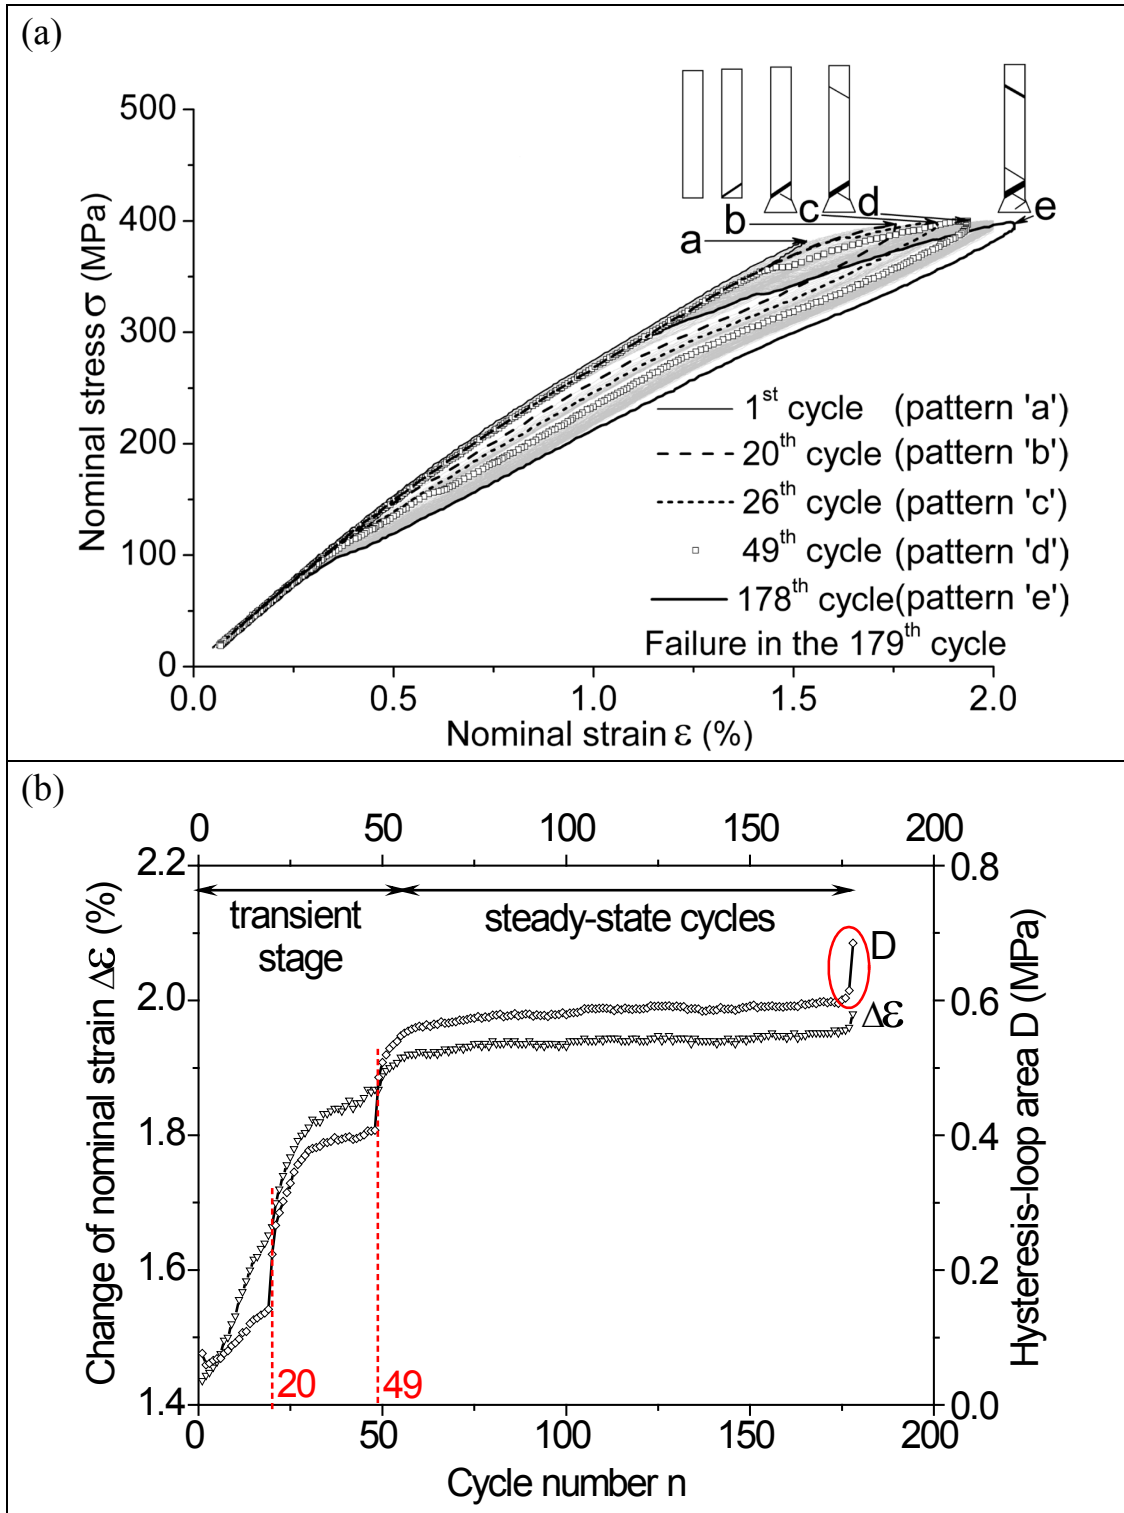 (a)
500
400
300
200
100
0
Nominal stress σ (MPa)
a
b
c
d
e
1st cycle (pattern 'a')
20th cycle (pattern 'b')
26th cycle (pattern 'c')
49th cycle (pattern 'd')
178th cycle (pattern 'e')
Failure in the 179th cycle
0.0 0.5 1.0 1.5 2.0
Nominal strain ε (%)
(b)
0 50 100 150 200
2.2
2.0
1.8
1.6
1.4
Change of nominal strain Δε (%)
transient
stage
steady-state cycles
D
Δε
20
49
0.8
0.6
0.4
0.2
0.0
Hysteresis-loop area D (MPa)
0 50 100 150 200
Cycle number n